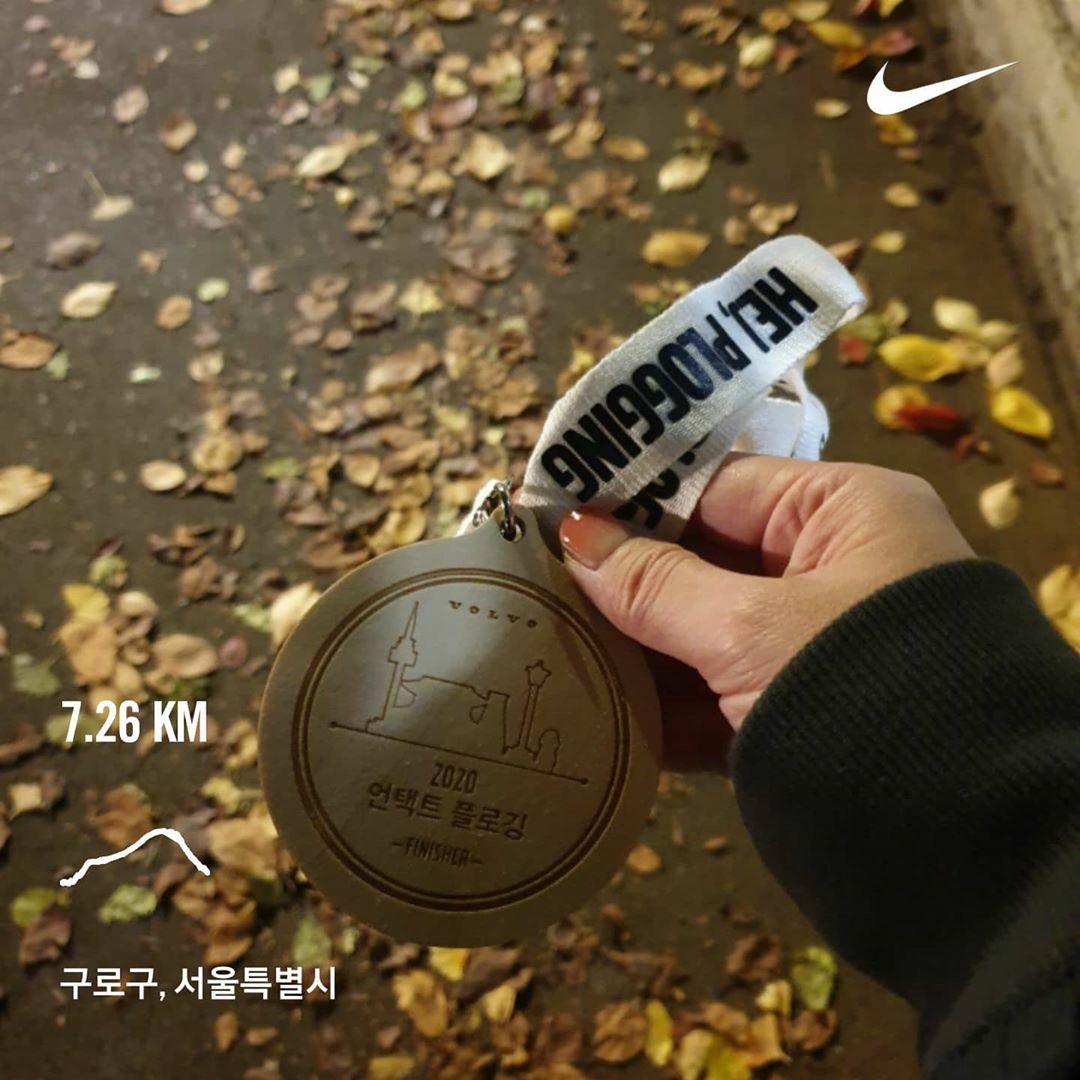 HEJ, PLOGGING
VOLVO
2020
언택트 플로깅
-FINISHER-
7.26 KM
구로구, 서울특별시